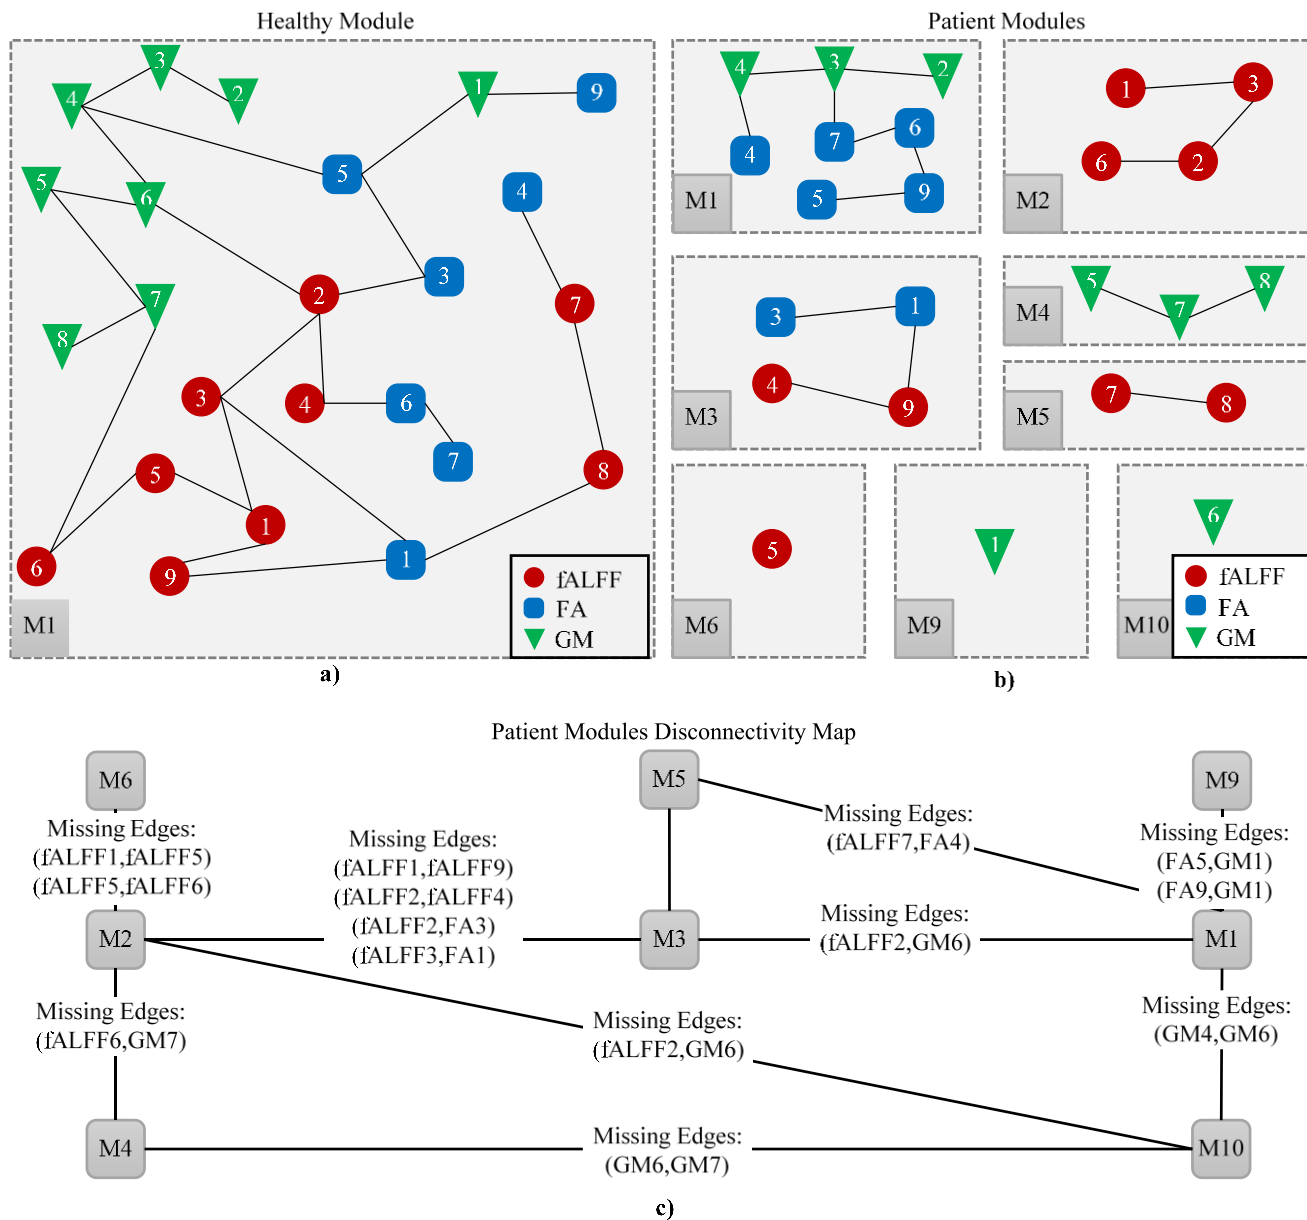 Healthy Module
3
2
4
1
9
5
5
4
6
3
2
7
7
8
3
4
6
7
5
8
1
1
6
9
M1
fALFF
FA
GM
a)
Patient Modules
4
3
2
7
6
4
5
9
M1
1
3
6
2
M2
3
1
4
9
M3
5
7
8
M4
7
8
M5
5
M6
1
M9
6
M10
fALFF
FA
GM
b)
Patient Modules Disconnectivity Map
M6
M5
M9
Missing Edges:
(fALFF1,fALFF5)
(fALFF5,fALFF6)
Missing Edges:
(fALFF1,fALFF9)
(fALFF2,fALFF4)
(fALFF2,FA3)
(fALFF3,FA1)
Missing Edges:
(fALFF7,FA4)
Missing Edges:
(FA5,GM1)
(FA9,GM1)
M2
M3
Missing Edges:
(fALFF2,GM6)
M1
Missing Edges:
(fALFF6,GM7)
Missing Edges:
(fALFF2,GM6)
Missing Edges:
(GM4,GM6)
M4
Missing Edges:
(GM6,GM7)
M10
c)